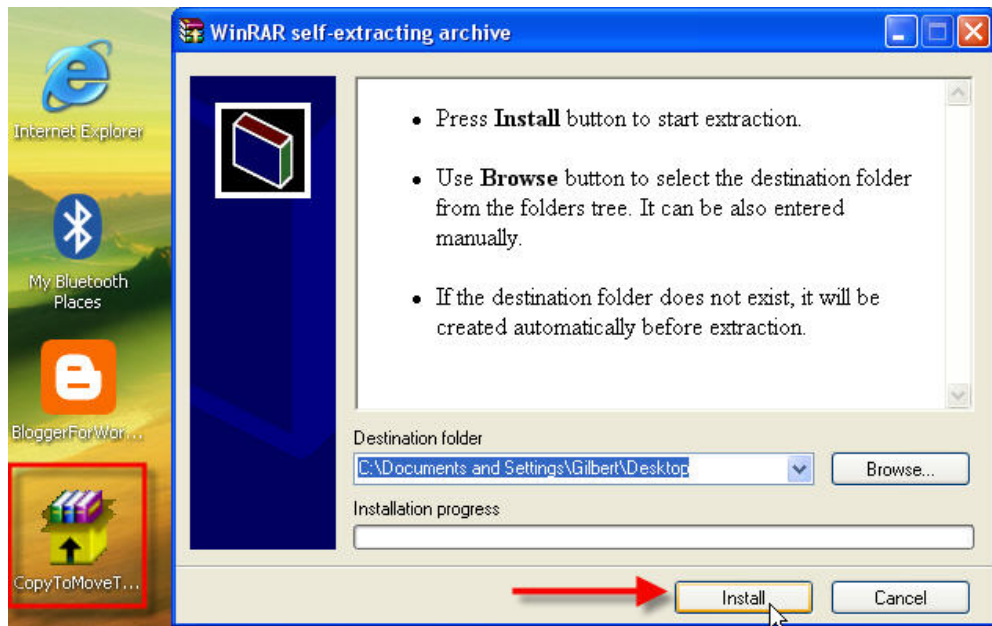 WinRAR self-extracting archive
Internet Explorer
My Bluetooth
Places
BloggerForWor...
CopyToMoveT...
• Press Install button to start extraction.
• Use Browse button to select the destination folder
from the folders tree. It can be also entered
manually.
• If the destination folder does not exist, it will be
created automatically before extraction.
Destination folder
C:\Documents and Settings\Gilbert\Desktop
Browse...
Installation progress
Install
Cancel